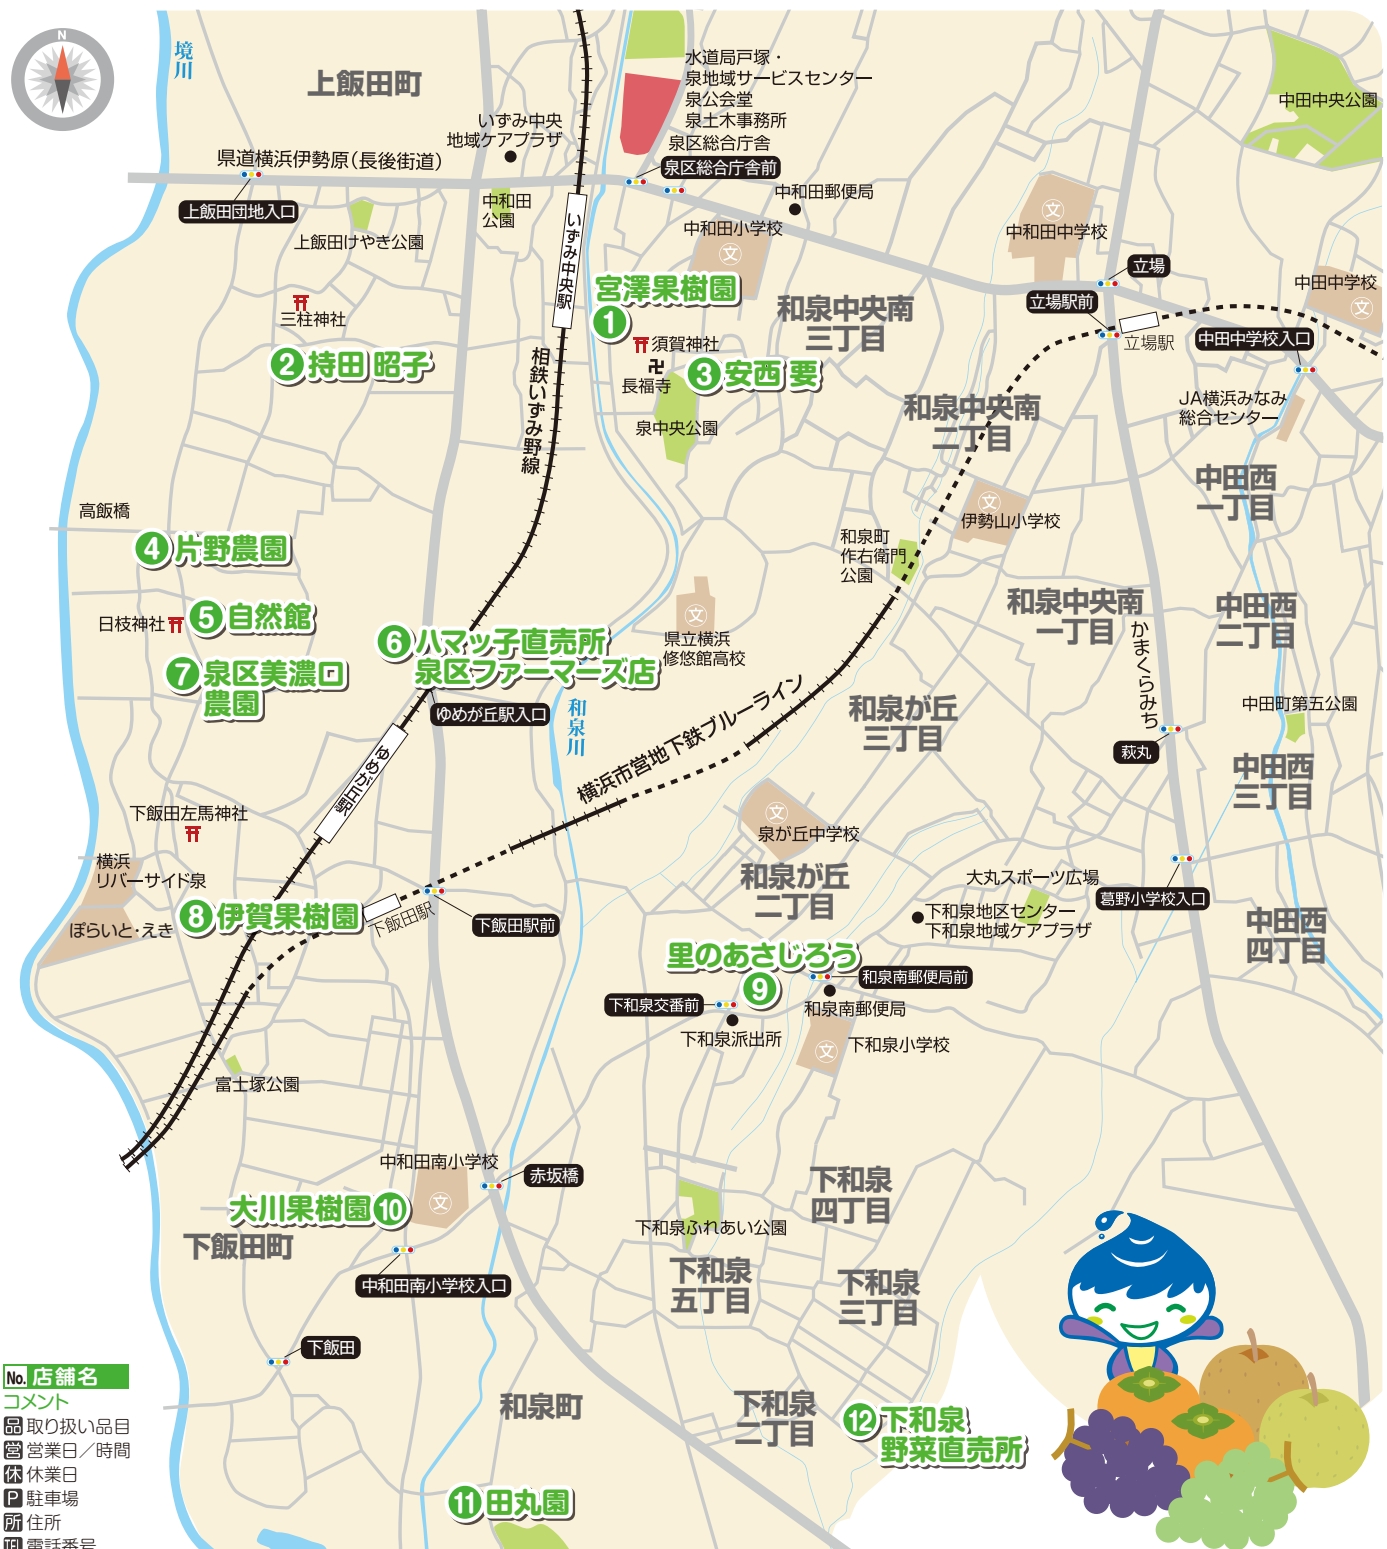 N
境川
上飯田町
水道局戸塚・
泉地域サービスセンター
泉公会堂
泉土木事務所
泉区総合庁舎
中田中央公園
いずみ中央
地域ケアプラザ
県道横浜伊勢原(長後街道)
泉区総合庁舎前
上飯田団地入口
中和田
公園
中和田郵便局
上飯田けやき公園
いずみ中央駅
中和田小学校
文
中和田中学校
文
立場
中田中学校
文
宮澤果樹園
1
和泉中央南
三丁目
立場駅前
立場駅
中田中学校入口
三柱神社
2 持田 昭子
須賀神社
長福寺
3 安西 要
相鉄いずみ野線
泉中央公園
和泉中央南
二丁目
JA横浜みなみ
総合センター
中田西
一丁目
高飯橋
4 片野農園
和泉町
作右衛門
公園
文
伊勢山小学校
日枝神社
5 自然館
6 ハマッ子直売所
泉区ファーマーズ店
文
県立横浜
修悠館高校
和泉中央南
一丁目
かまくらみち
中田西
二丁目
7 泉区美濃口
農園
ゆめが丘駅入口
和泉川
和泉が丘
三丁目
中田町第五公園
萩丸
ゆめが丘駅
横浜市営地下鉄ブルーライン
中田西
三丁目
下飯田左馬神社
文
泉が丘中学校
横浜
リバーサイド泉
和泉が丘
二丁目
大丸スポーツ広場
葛野小学校入口
ぽらいと・えき
8 伊賀果樹園
下飯田駅
下飯田駅前
下和泉地区センター
下和泉地域ケアプラザ
中田西
四丁目
里のあさじろう
9
和泉南郵便局前
下和泉交番前
和泉南郵便局
下和泉派出所
文
下和泉小学校
富士塚公園
中和田南小学校
文
赤坂橋
下和泉
四丁目
大川果樹園 10
下飯田町
下和泉ふれあい公園
中和田南小学校入口
下和泉
五丁目
下和泉
三丁目
下飯田
No. 店舗名
コメント
品 取り扱い品目
営 営業日/時間
休 休業日
P 駐車場
所 住所
TEL 電話番号
和泉町
下和泉
二丁目
12 下和泉
野菜直売所
11 田丸園